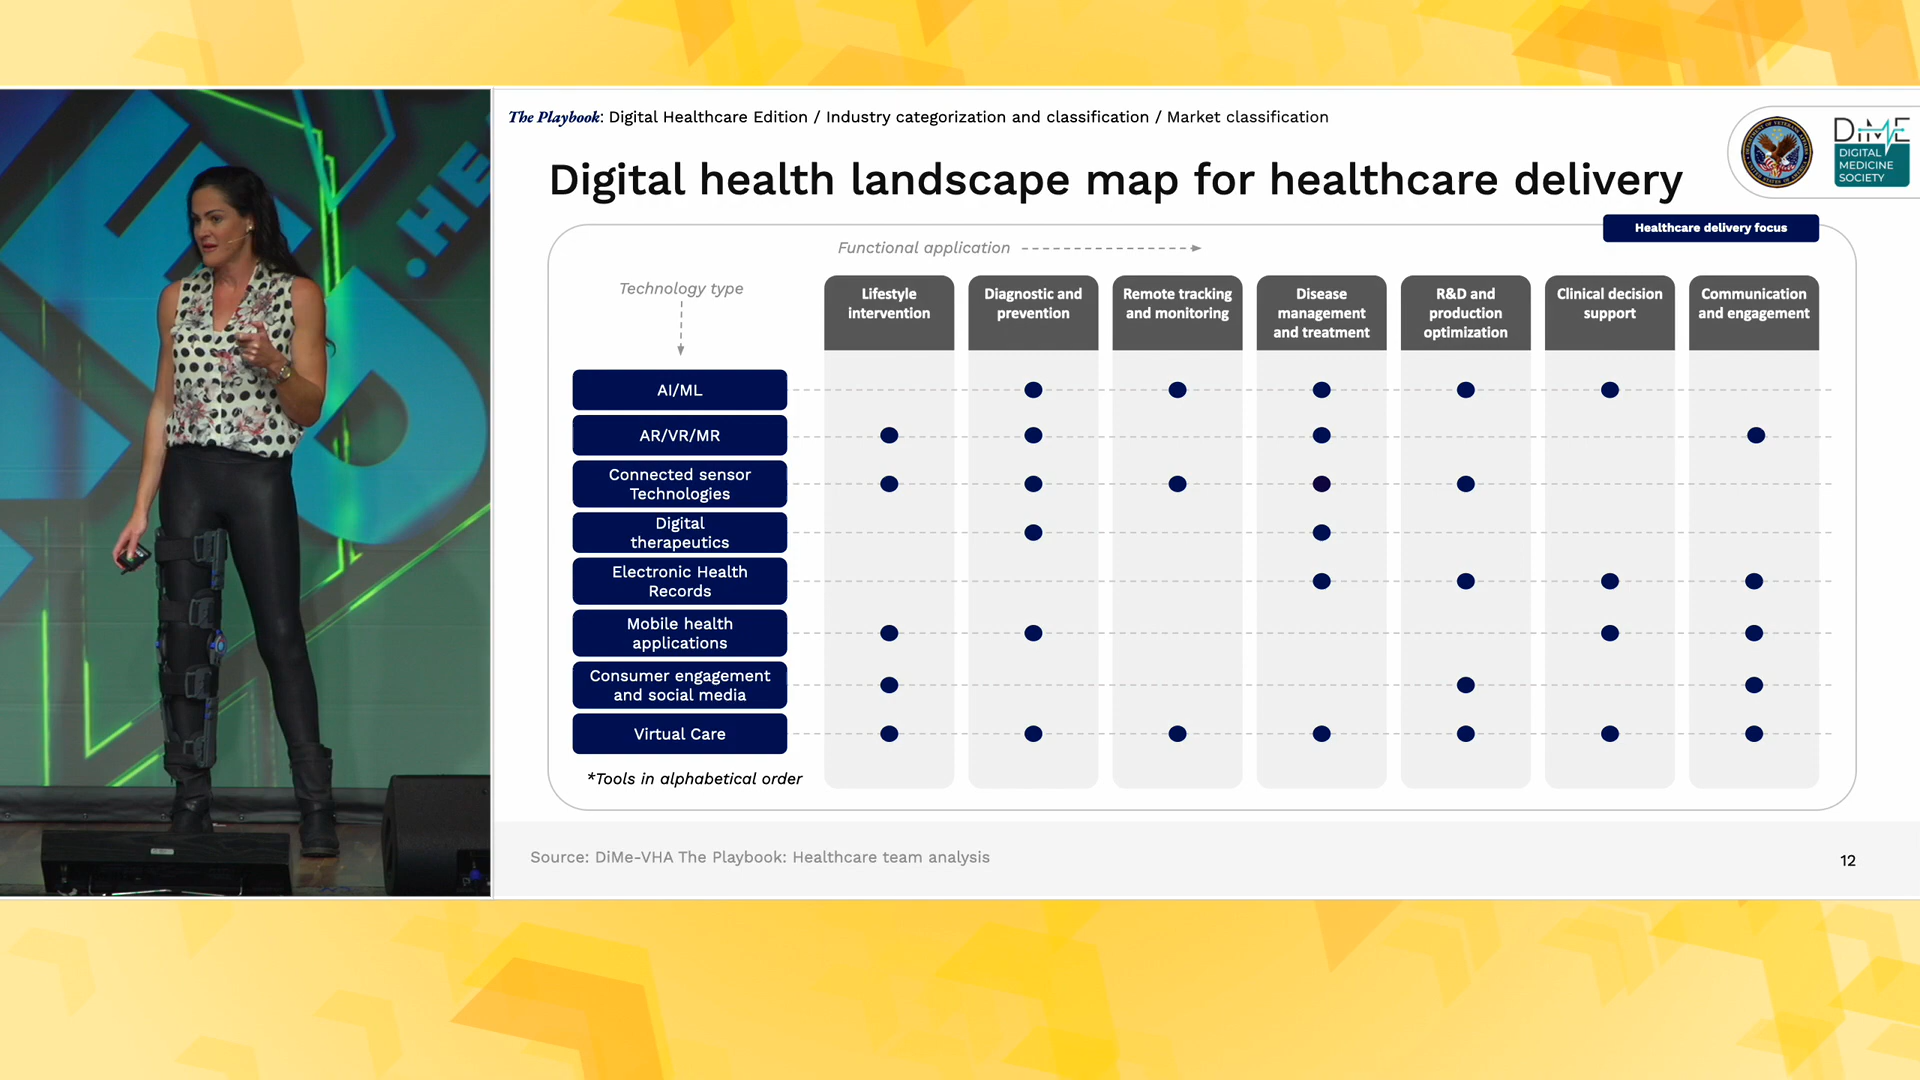 The Playbook: Digital Healthcare Edition / Industry categorization and classification / Market classification
DiME
DIGITAL
MEDICINE
SOCIETY
Digital health landscape map for healthcare delivery
Healthcare delivery focus
Functional application
Technology type
Lifestyle
intervention
Diagnostic and
prevention
Remote tracking
and monitoring
Disease
management
and treatment
R&D and
production
optimization
Clinical decision
support
Communication
and engagement
AI/ML
AR/VR/MR
Connected sensor
Technologies
Digital
therapeutics
Electronic Health
Records
Mobile health
applications
Consumer engagement
and social media
Virtual Care
*Tools in alphabetical order
Source: DiMe-VHA The Playbook: Healthcare team analysis
12
.HE